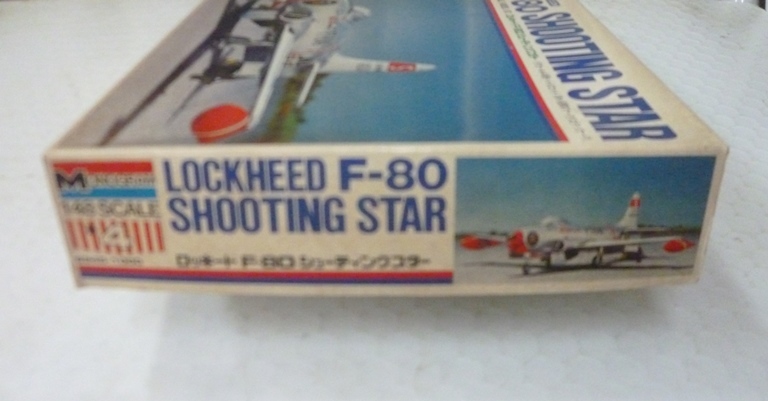 SHOOTING STAR
LOCKHEED F-80
SHOOTING STAR
1/48 SCALE
4
ロッキード F-80 シューティングスター